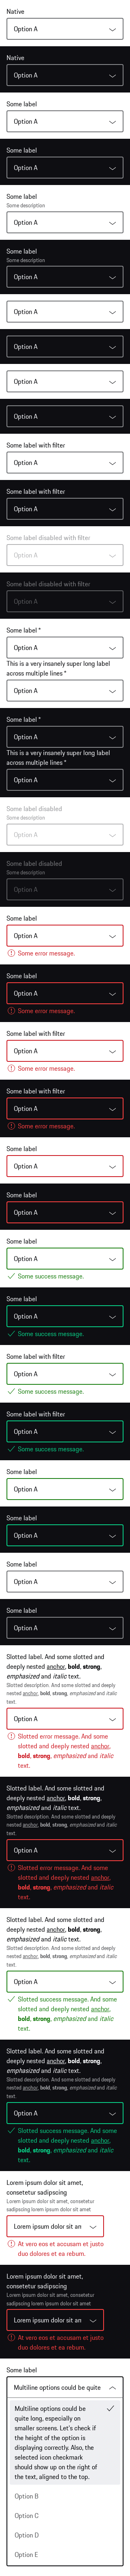 Native
Option A
Native
Option A
Some label
Option A
Some label
Option A
Some label
Some description
Option A
Some label
Some description
Option A
Option A
Option A
Option A
Option A
Some label with filter
Option A
Some label with filter
Option A
Some label disabled with filter
Option A
Some label disabled with filter
Option A
Some label *
Option A
This is a very insanely super long label
across multiple lines *
Option A
Some label *
Option A
This is a very insanely super long label
across multiple lines *
Option A
Some label disabled
Some description
Option A
Some label disabled
Some description
Option A
Some label
Option A
Some error message.
Some label
Option A
Some error message.
Some label with filter
Option A
Some error message.
Some label with filter
Option A
Some error message.
Some label
Option A
Some label
Option A
Some label
Option A
Some success message.
Some label
Option A
Some success message.
Some label with filter
Option A
Some success message.
Some label with filter
Option A
Some success message.
Some label
Option A
Some label
Option A
Some label
Option A
Some label
Option A
Slotted label. And some slotted and
deeply nested anchor, bold, strong,
emphasized and italic text.
Slotted description. And some slotted and deeply
nested anchor, bold, strong, emphasized and italic
text.
Option A
Slotted error message. And some
slotted and deeply nested anchor,
bold, strong, emphasized and italic
text.
Slotted label. And some slotted and
deeply nested anchor, bold, strong,
emphasized and italic text.
Slotted description. And some slotted and deeply
nested anchor, bold, strong, emphasized and italic
text.
Option A
Slotted error message. And some
slotted and deeply nested anchor,
bold, strong, emphasized and italic
text.
Slotted label. And some slotted and
deeply nested anchor, bold, strong,
emphasized and italic text.
Slotted description. And some slotted and deeply
nested anchor, bold, strong, emphasized and italic
text.
Option A
Slotted success message. And some
slotted and deeply nested anchor,
bold, strong, emphasized and italic
text.
Slotted label. And some slotted and
deeply nested anchor, bold, strong,
emphasized and italic text.
Slotted description. And some slotted and deeply
nested anchor, bold, strong, emphasized and italic
text.
Option A
Slotted success message. And some
slotted and deeply nested anchor,
bold, strong, emphasized and italic
text.
Lorem ipsum dolor sit amet,
consetetur sadipscing
Lorem ipsum dolor sit amet, consetetur
sadipscing lorem ipsum dolor sit amet
Lorem ipsum dolor sit am
At vero eos et accusam et justo
duo dolores et ea rebum.
Lorem ipsum dolor sit amet,
consetetur sadipscing
Lorem ipsum dolor sit amet, consetetur
sadipscing lorem ipsum dolor sit amet
Lorem ipsum dolor sit am
At vero eos et accusam et justo
duo dolores et ea rebum.
Some label
Multiline options could be quite
Multiline options could be
quite long, especially on
smaller screens. Let's check if
the height of the option is
displayed correctly. Also, the
selected icon checkmark
should show up on the right of
the text, aligned to the top.
Option B
Option C
Option D
Option E